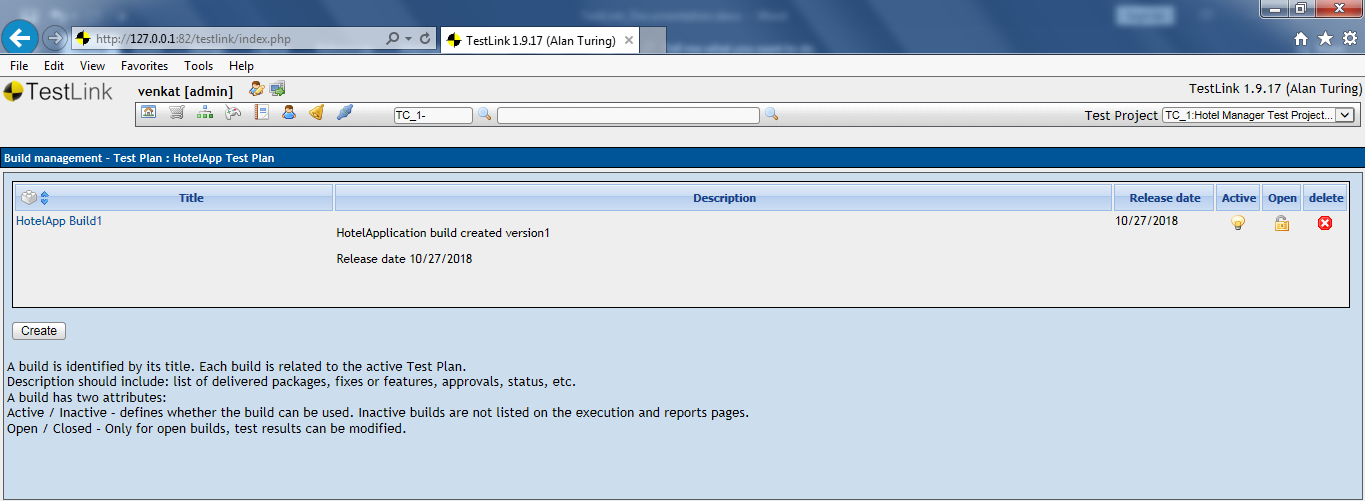 http://127.0.0.1:82/testlink/index.php
TestLink 1.9.17 (Alan Turing)
File Edit View Favorites Tools Help
TestLink venkat [admin] TestLink 1.9.17 (Alan Turing)
TC_1- Test Project TC_1:Hotel Manager Test Project...
Build management - Test Plan : HotelApp Test Plan
Title Description Release date Active Open delete
HotelApp Build1 10/27/2018
HotelApplication build created version1
Release date 10/27/2018
Create
A build is identified by its title. Each build is related to the active Test Plan.
Description should include: list of delivered packages, fixes or features, approvals, status, etc.
A build has two attributes:
Active / Inactive - defines whether the build can be used. Inactive builds are not listed on the execution and reports pages.
Open / Closed - Only for open builds, test results can be modified.